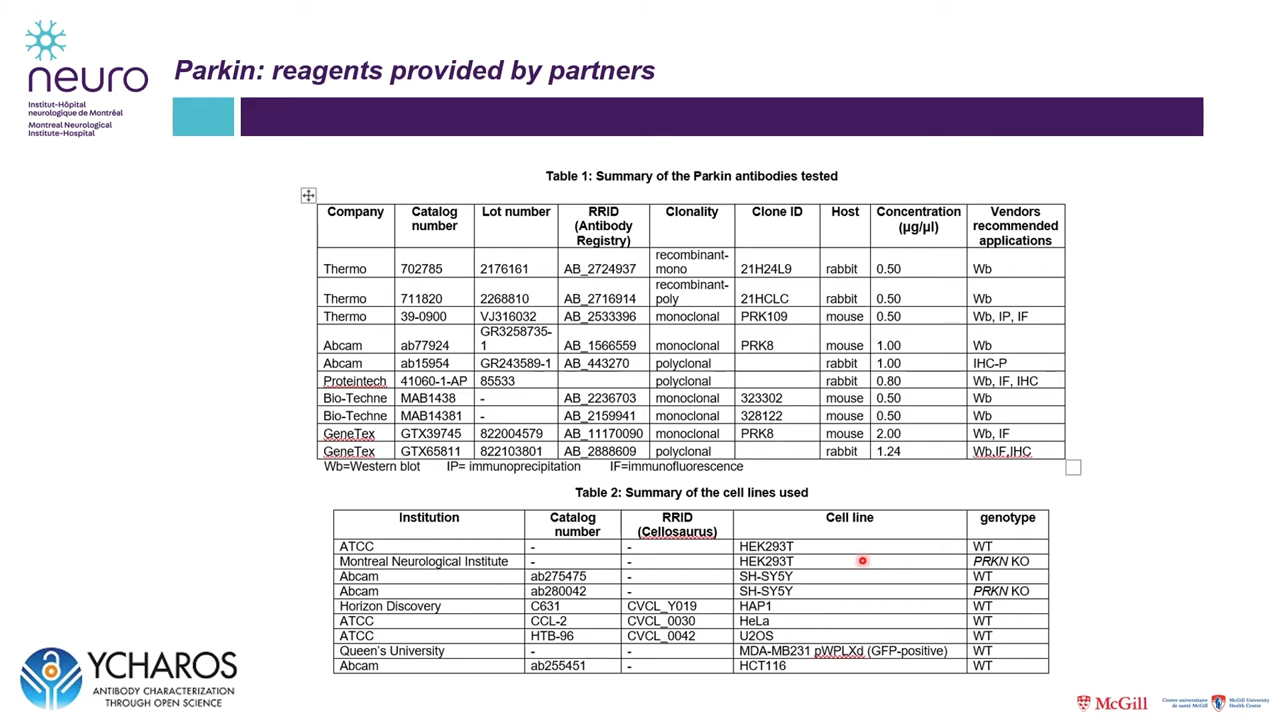 neuro
Institut-Hôpital
neurologique de Montréal
Montreal Neurological
Institute-Hospital
Parkin: reagents provided by partners
Table 1: Summary of the Parkin antibodies tested
Company Catalog number Lot number RRID (Antibody Registry) Clonality Clone ID Host Concentration (µg/µl) Vendors recommended applications
Thermo 702785 2176161 AB_2724937 recombinant-mono 21H24L9 rabbit 0.50 Wb
Thermo 711820 2268810 AB_2716914 recombinant-poly 21HCLC rabbit 0.50 Wb
Thermo 39-0900 VJ316032 AB_2533396 monoclonal PRK109 mouse 0.50 Wb, IP, IF
Abcam ab77924 GR3258735-1 AB_1566559 monoclonal PRK8 mouse 1.00 Wb
Abcam ab15954 GR243589-1 AB_443270 polyclonal rabbit 1.00 IHC-P
Proteintech 41060-1-AP 85533 polyclonal rabbit 0.80 Wb, IF, IHC
Bio-Techne MAB1438 - AB_2236703 monoclonal 323302 mouse 0.50 Wb
Bio-Techne MAB14381 - AB_2159941 monoclonal 328122 mouse 0.50 Wb
GeneTex GTX39745 822004579 AB_11170090 monoclonal PRK8 mouse 2.00 Wb, IF
GeneTex GTX65811 822103801 AB_2888609 polyclonal rabbit 1.24 Wb,IF,IHC
Wb=Western blot IP= immunoprecipitation IF=immunofluorescence
Table 2: Summary of the cell lines used
Institution Catalog number RRID (Cellosaurus) Cell line genotype
ATCC - - HEK293T WT
Montreal Neurological Institute - - HEK293T PRKN KO
Abcam ab275475 - SH-SY5Y WT
Abcam ab280042 - SH-SY5Y PRKN KO
Horizon Discovery C631 CVCL_Y019 HAP1 WT
ATCC CCL-2 CVCL_0030 HeLa WT
ATCC HTB-96 CVCL_0042 U2OS WT
Queen's University - - MDA-MB231 pWPLXd (GFP-positive) WT
Abcam ab255451 - HCT116 WT
YCHAROS
ANTIBODY CHARACTERIZATION
THROUGH OPEN SCIENCE
McGill
Centre universitaire
de santé McGill
McGill University
Health Centre